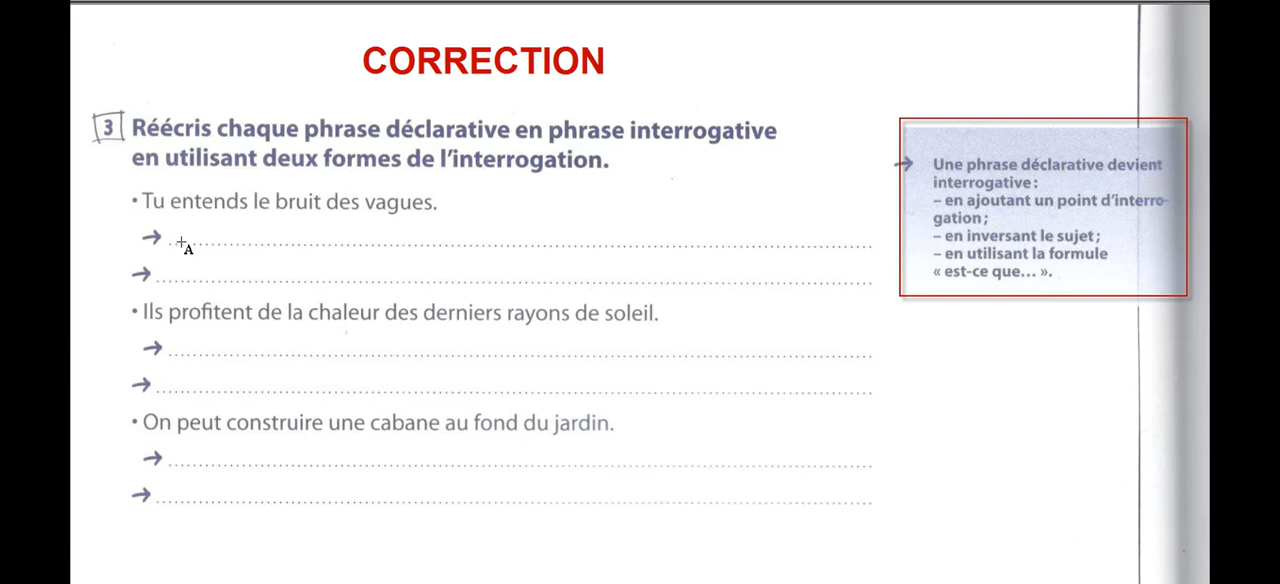 CORRECTION
3 Réécris chaque phrase déclarative en phrase interrogative
en utilisant deux formes de l'interrogation.
• Tu entends le bruit des vagues.
→ A
→
• Ils profitent de la chaleur des derniers rayons de soleil.
→
→
• On peut construire une cabane au fond du jardin.
→
→
→ Une phrase déclarative devient
interrogative :
– en ajoutant un point d'interro-
gation ;
– en inversant le sujet ;
– en utilisant la formule
« est-ce que... ».